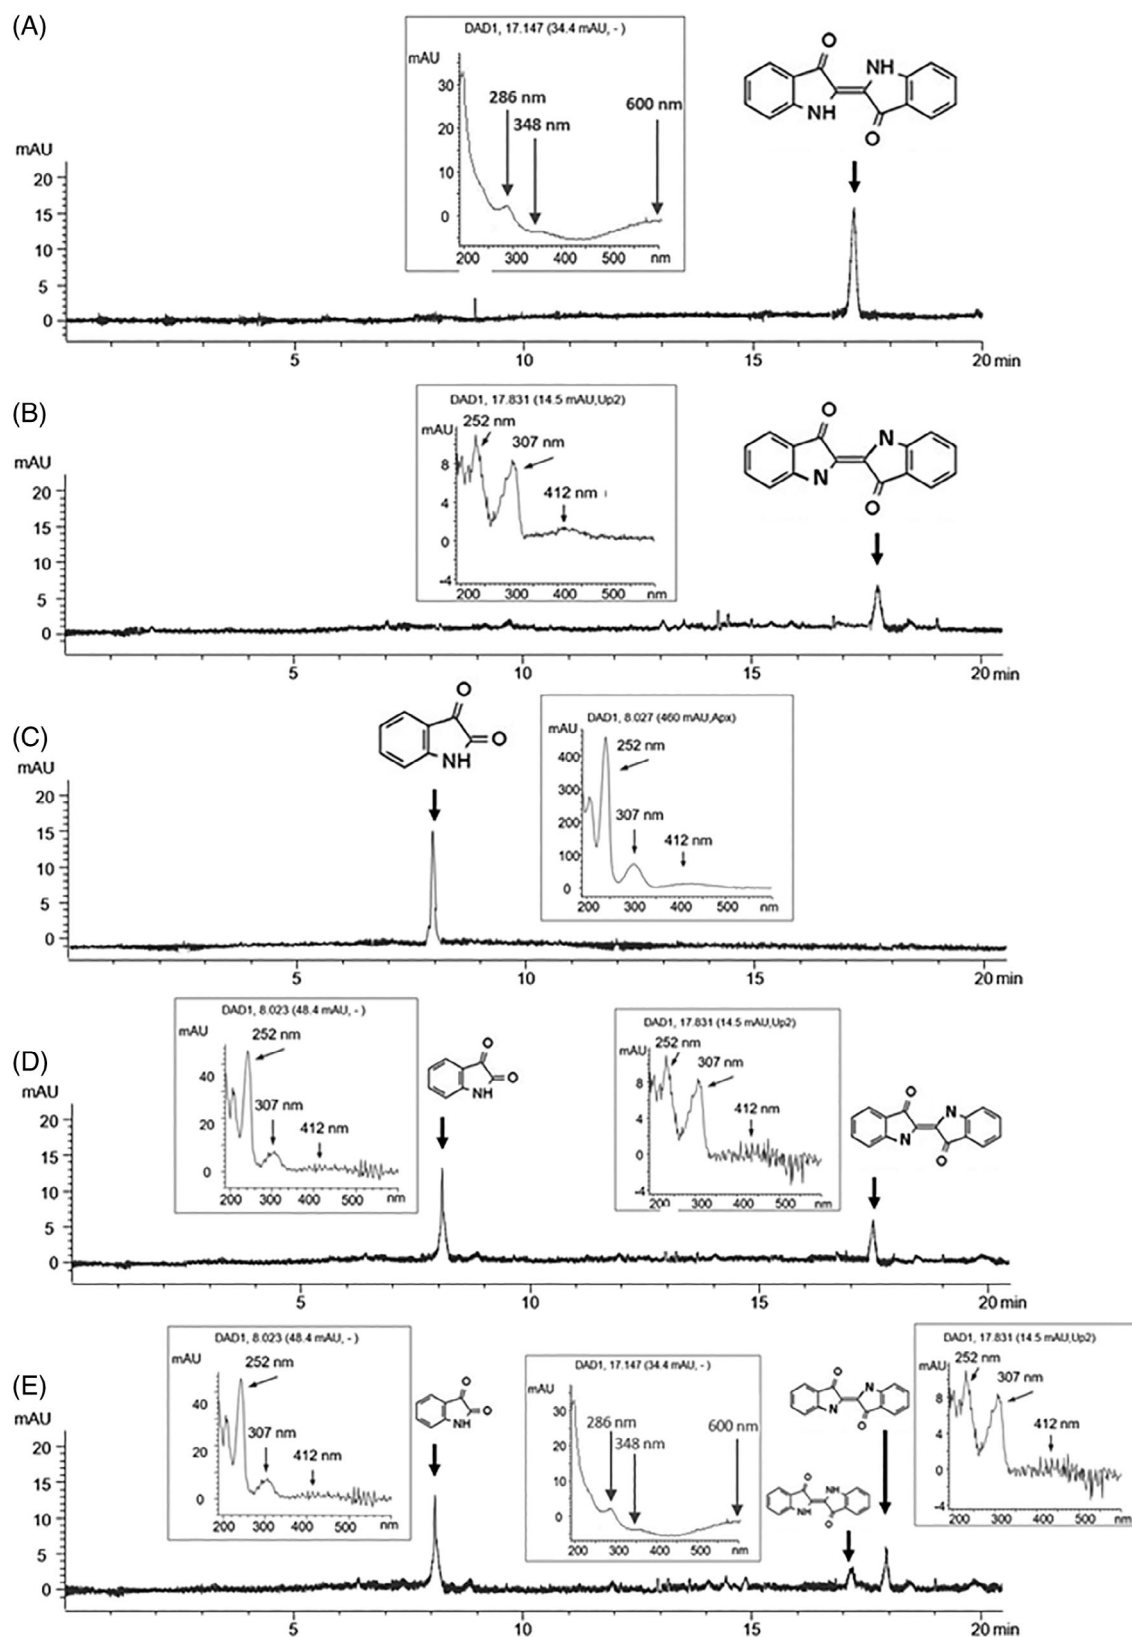 (A)
DAD1, 17.147 (34.4 mAU, - )
mAU
30
20
10
0
286 nm
348 nm
600 nm
200 300 400 500 nm
O
NH
NH
O
mAU
20
15
10
5
0
5 10 15 20 min
(B)
DAD1, 17.831 (14.5 mAU,Up2)
mAU
8
4
0
-4
252 nm
307 nm
412 nm
200 300 400 500 nm
O
N
N
O
mAU
20
15
10
5
0
5 10 15 20 min
(C)
O
O
NH
DAD1, 8.027 (460 mAU,Apx)
mAU
400
300
200
100
0
252 nm
307 nm
412 nm
200 300 400 500 nm
mAU
20
15
10
5
0
5 10 15 20 min
(D)
DAD1, 8.023 (48.4 mAU, - )
mAU
40
20
0
252 nm
307 nm
412 nm
200 300 400 500 nm
O
O
NH
DAD1, 17.831 (14.5 mAU,Up2)
mAU
8
4
0
-4
252 nm
307 nm
412 nm
200 300 400 500 nm
O
N
N
O
mAU
20
15
10
5
0
5 10 15 20 min
(E)
DAD1, 8.023 (48.4 mAU, - )
mAU
40
20
0
252 nm
307 nm
412 nm
200 300 400 500 nm
O
O
NH
DAD1, 17.147 (34.4 mAU, - )
mAU
30
20
10
0
286 nm
348 nm
600 nm
200 300 400 500 nm
O
N
N
O
O
NH
NH
O
DAD1, 17.831 (14.5 mAU,Up2)
mAU
8
4
0
-4
252 nm
307 nm
412 nm
200 300 400 500 nm
mAU
20
15
10
5
0
5 10 15 20 min